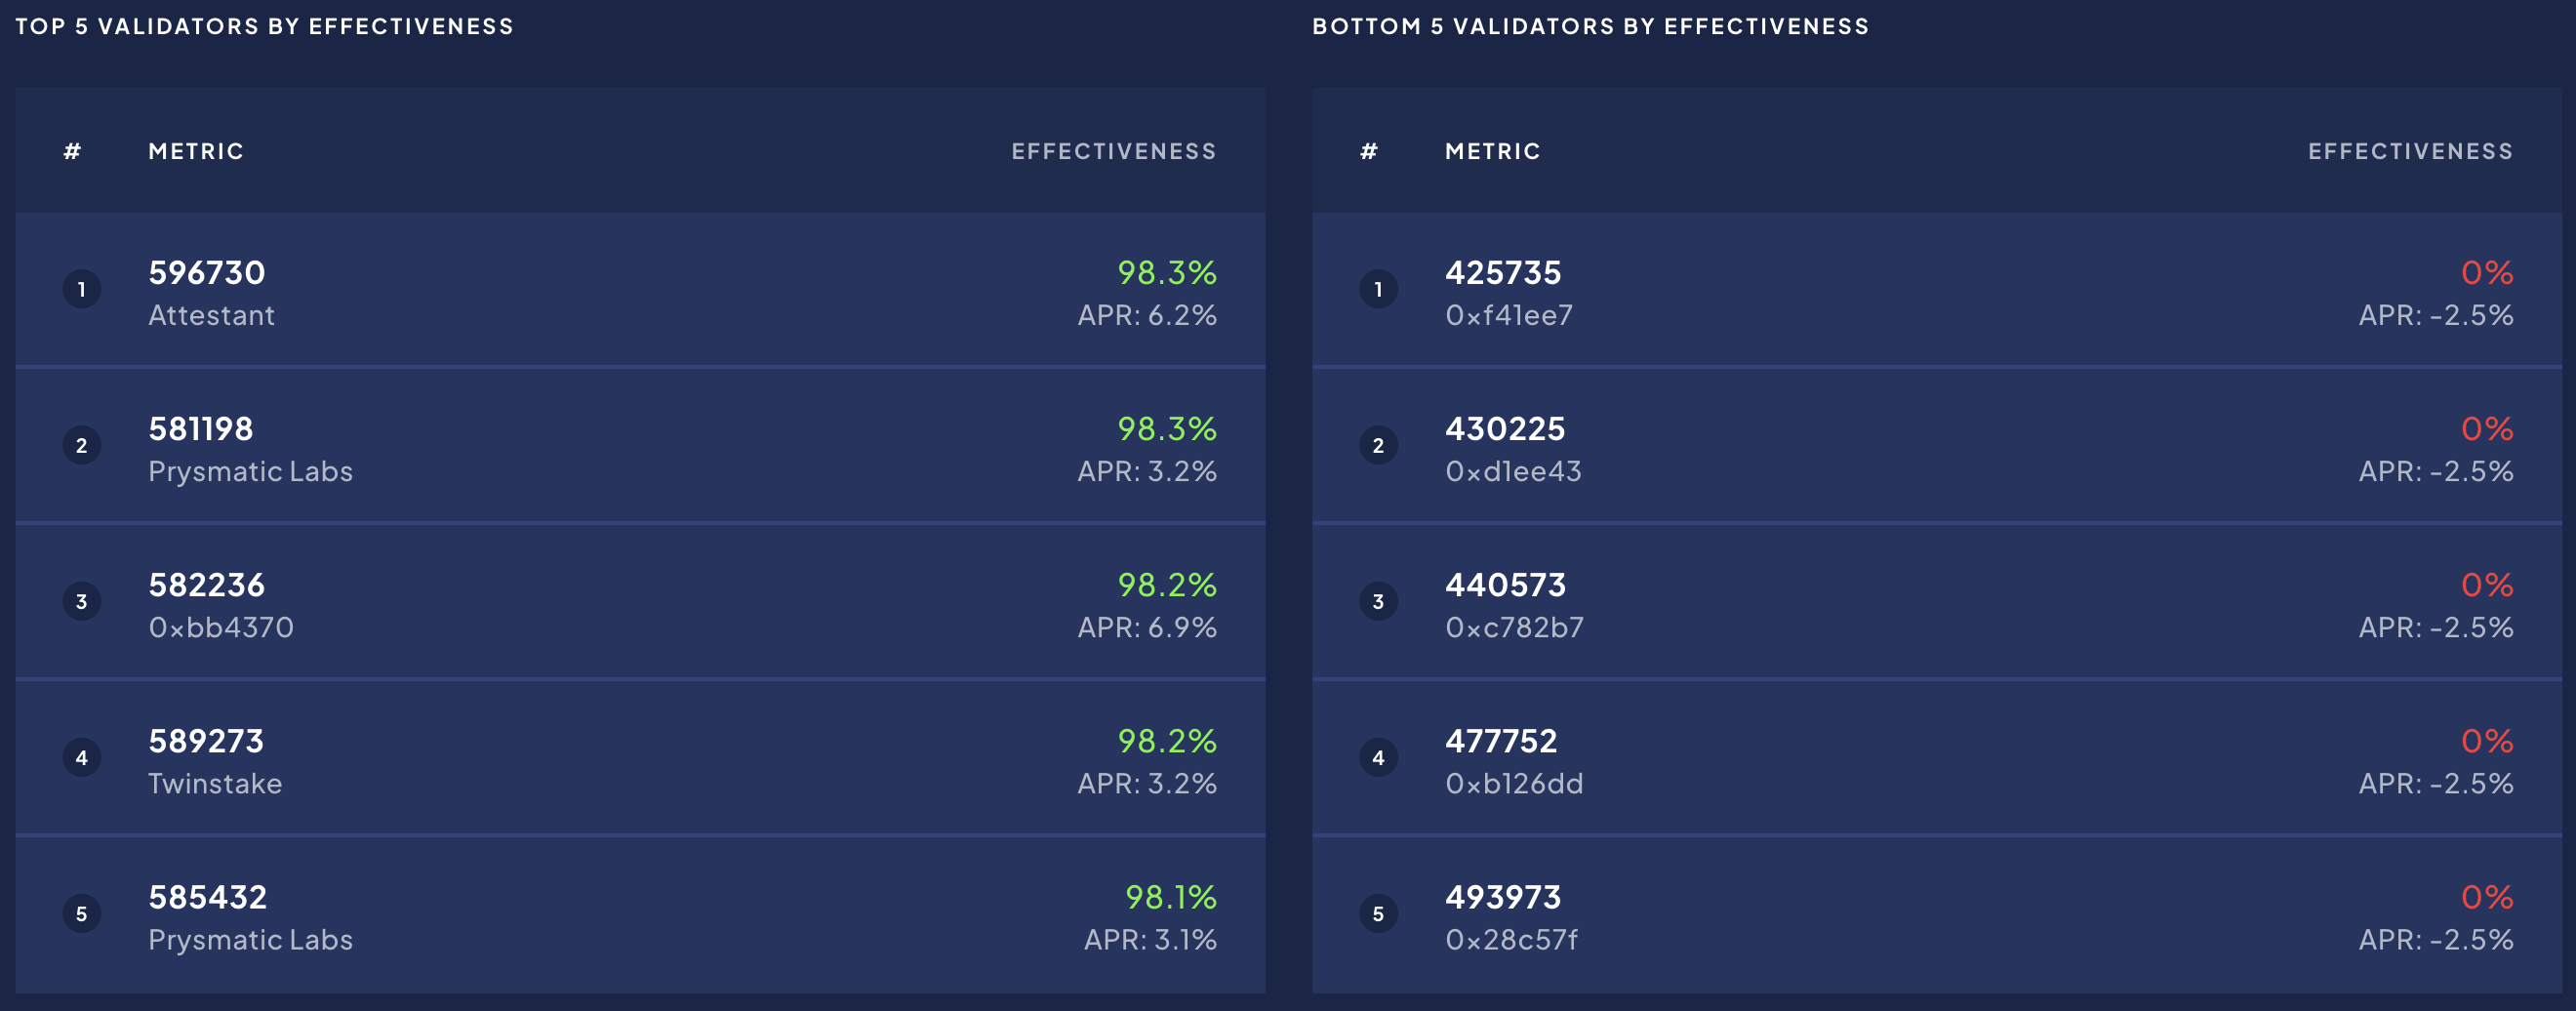 TOP 5 VALIDATORS BY EFFECTIVENESS
# METRIC EFFECTIVENESS
1 596730 98.3%
Attestant APR: 6.2%
2 581198 98.3%
Prysmatic Labs APR: 3.2%
3 582236 98.2%
0xbb4370 APR: 6.9%
4 589273 98.2%
Twinstake APR: 3.2%
5 585432 98.1%
Prysmatic Labs APR: 3.1%
BOTTOM 5 VALIDATORS BY EFFECTIVENESS
# METRIC EFFECTIVENESS
1 425735 0%
0xf41ee7 APR: -2.5%
2 430225 0%
0xd1ee43 APR: -2.5%
3 440573 0%
0xc782b7 APR: -2.5%
4 477752 0%
0xb126dd APR: -2.5%
5 493973 0%
0x28c57f APR: -2.5%